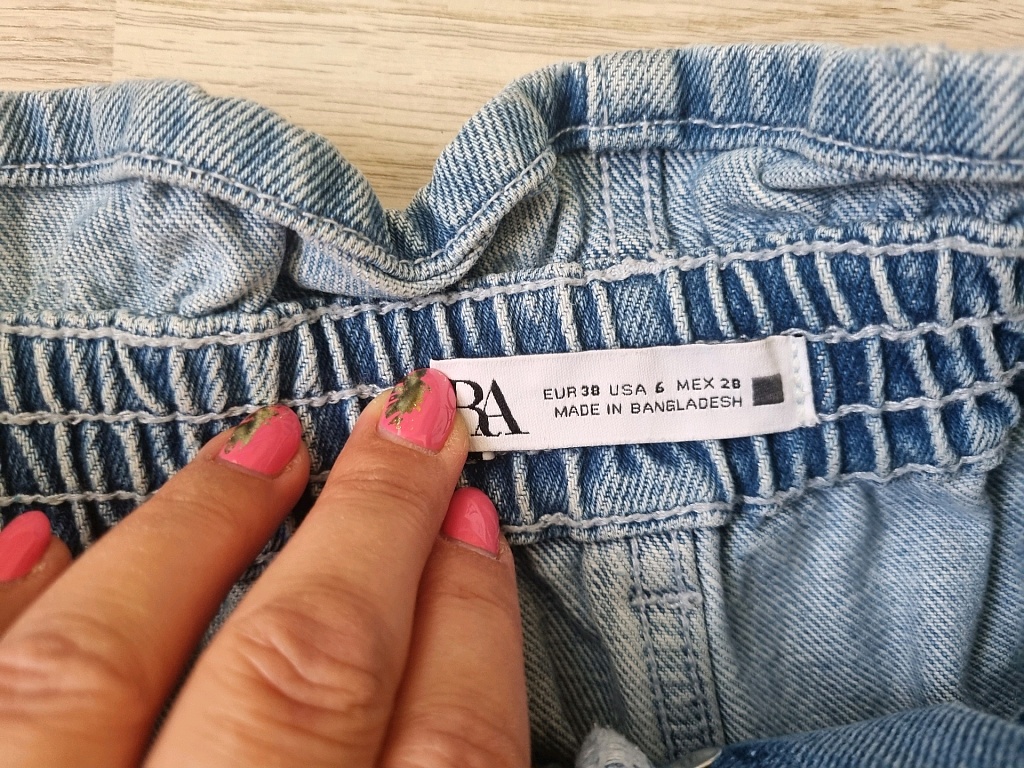 RA
EUR 38 USA 6 MEX 28
MADE IN BANGLADESH